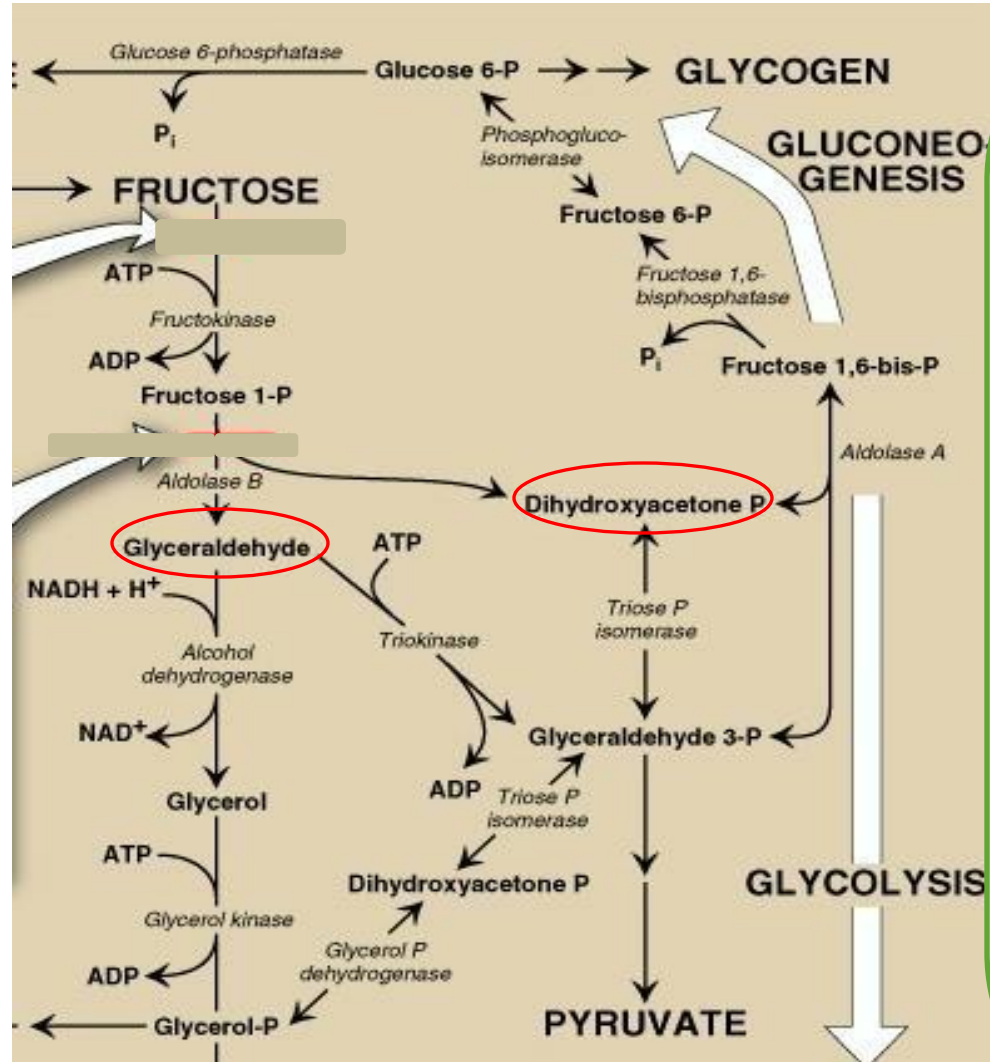 Glucose 6-phosphatase
E
Glucose 6-P
GLYCOGEN
Pi
Phosphogluco-
isomerase
GLUCONEO-
GENESIS
FRUCTOSE
Fructose 6-P
ATP
Fructose 1,6-
bisphosphatase
Fructokinase
ADP
Pi
Fructose 1,6-bis-P
Fructose 1-P
Aldolase A
Aldolase B
Dihydroxyacetone P
Glyceraldehyde
ATP
NADH + H+
Triose P
isomerase
Triokinase
Alcohol
dehydrogenase
NAD+
Glyceraldehyde 3-P
ADP
Triose P
isomerase
Glycerol
ATP
Dihydroxyacetone P
GLYCOLYSIS
Glycerol kinase
Glycerol P
dehydrogenase
ADP
Glycerol-P
PYRUVATE